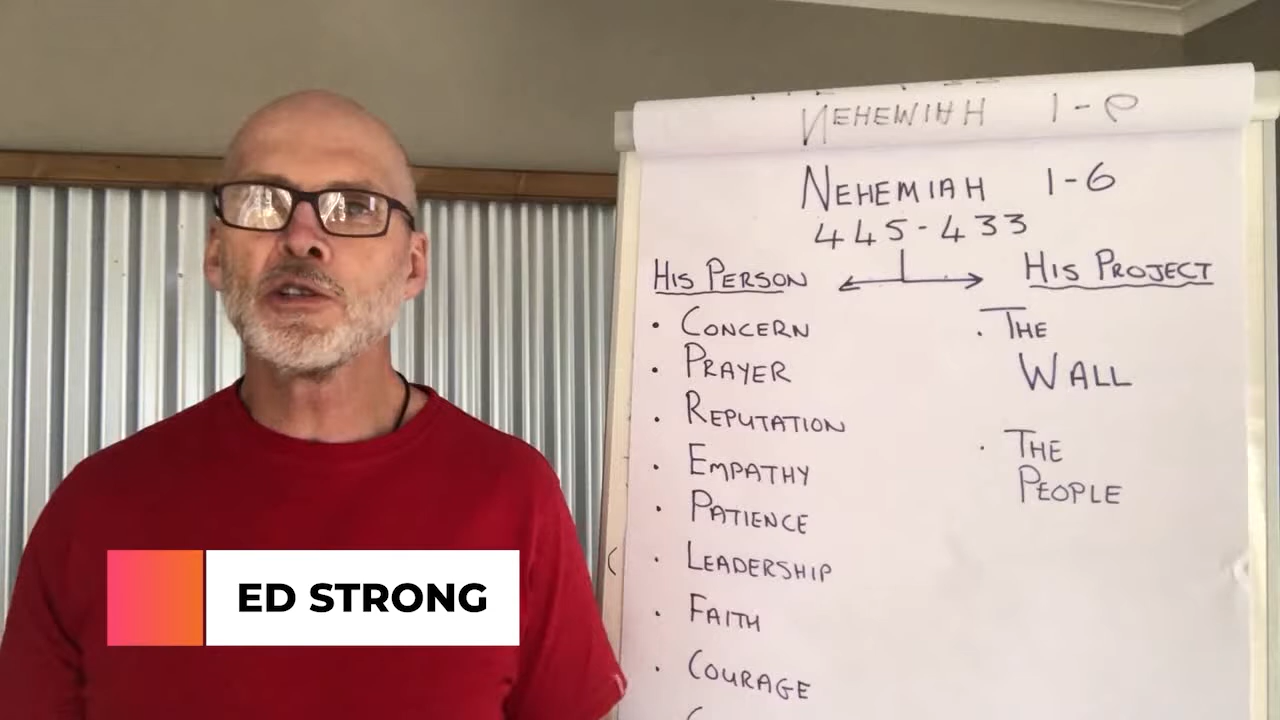 NEHEMIAH 1-6
NEHEMIAH 1-6
445-433
HIS PERSON
HIS PROJECT
• CONCERN
• PRAYER
• REPUTATION
• EMPATHY
• PATIENCE
• LEADERSHIP
• FAITH
• COURAGE
• THE
WALL
• THE
PEOPLE
ED STRONG